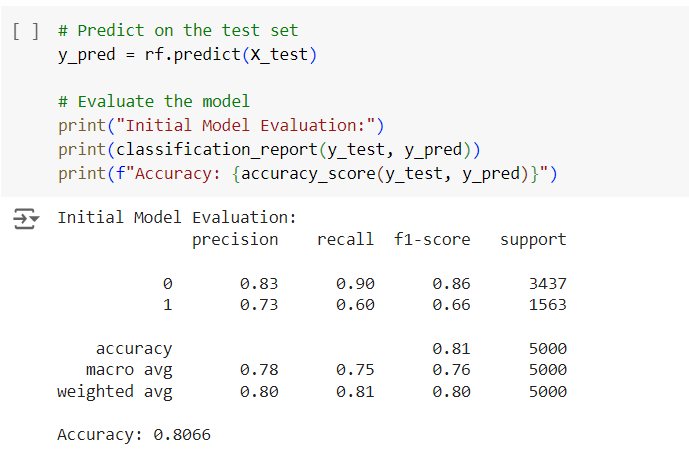 [ ] # Predict on the test set
y_pred = rf.predict(X_test)
# Evaluate the model
print("Initial Model Evaluation:")
print(classification_report(y_test, y_pred))
print(f"Accuracy: {accuracy_score(y_test, y_pred)}")
Initial Model Evaluation:
precision recall f1-score support
0 0.83 0.90 0.86 3437
1 0.73 0.60 0.66 1563
accuracy 0.81 5000
macro avg 0.78 0.75 0.76 5000
weighted avg 0.80 0.81 0.80 5000
Accuracy: 0.8066